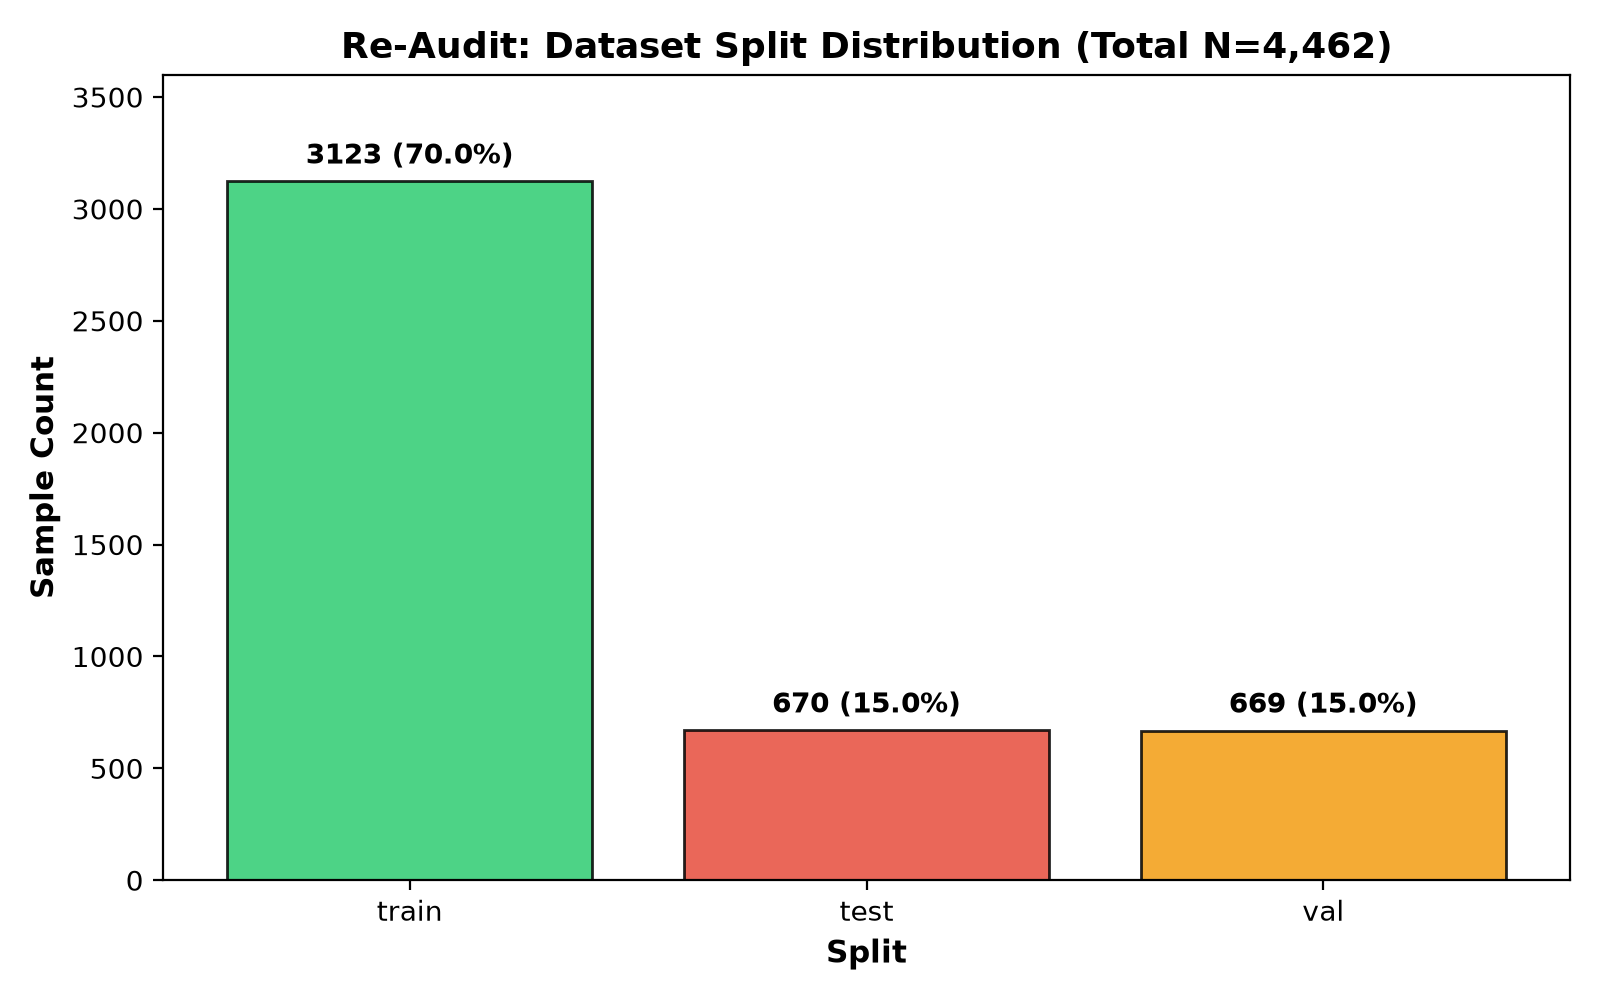 Re-Audit: Dataset Split Distribution (Total N=4,462)
Sample Count
3500
3000
2500
2000
1500
1000
500
0
3123 (70.0%)
670 (15.0%)
669 (15.0%)
train
test
val
Split